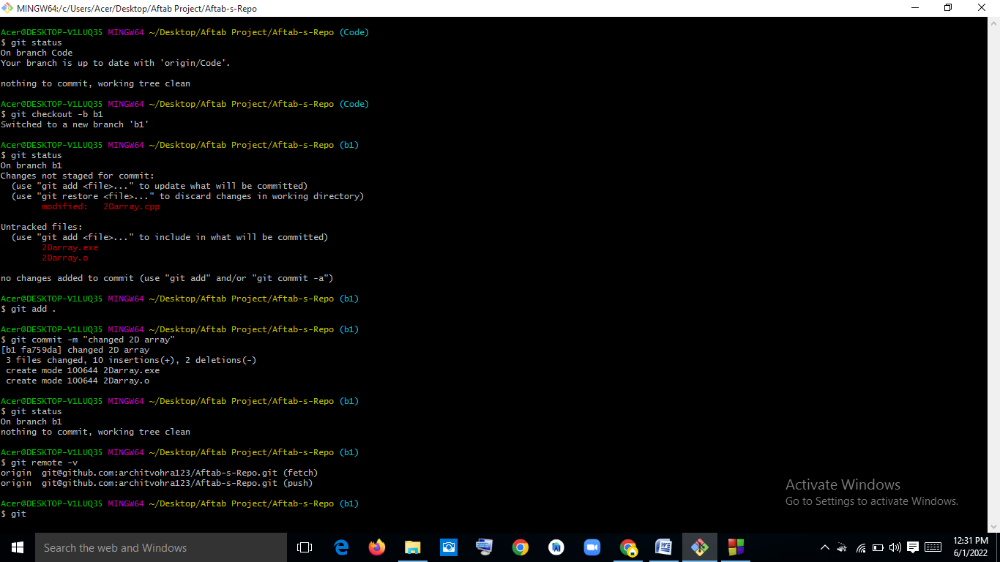 MINGW64:/c/Users/Acer/Desktop/Aftab Project/Aftab-s-Repo
Acer@DESKTOP-V1LUQ35 MINGW64 ~/Desktop/Aftab Project/Aftab-s-Repo (Code)
$ git status
On branch Code
Your branch is up to date with 'origin/Code'.
nothing to commit, working tree clean
Acer@DESKTOP-V1LUQ35 MINGW64 ~/Desktop/Aftab Project/Aftab-s-Repo (Code)
$ git checkout -b b1
Switched to a new branch 'b1'
Acer@DESKTOP-V1LUQ35 MINGW64 ~/Desktop/Aftab Project/Aftab-s-Repo (b1)
$ git status
On branch b1
Changes not staged for commit:
  (use "git add <file>..." to update what will be committed)
  (use "git restore <file>..." to discard changes in working directory)
        modified:   2Darray.cpp
Untracked files:
  (use "git add <file>..." to include in what will be committed)
        2Darray.exe
        2Darray.o
no changes added to commit (use "git add" and/or "git commit -a")
Acer@DESKTOP-V1LUQ35 MINGW64 ~/Desktop/Aftab Project/Aftab-s-Repo (b1)
$ git add .
Acer@DESKTOP-V1LUQ35 MINGW64 ~/Desktop/Aftab Project/Aftab-s-Repo (b1)
$ git commit -m "changed 2D array"
[b1 fa759da] changed 2D array
 3 files changed, 10 insertions(+), 2 deletions(-)
 create mode 100644 2Darray.exe
 create mode 100644 2Darray.o
Acer@DESKTOP-V1LUQ35 MINGW64 ~/Desktop/Aftab Project/Aftab-s-Repo (b1)
$ git status
On branch b1
nothing to commit, working tree clean
Acer@DESKTOP-V1LUQ35 MINGW64 ~/Desktop/Aftab Project/Aftab-s-Repo (b1)
$ git remote -v
origin  git@github.com:architvohra123/Aftab-s-Repo.git (fetch)
origin  git@github.com:architvohra123/Aftab-s-Repo.git (push)
Acer@DESKTOP-V1LUQ35 MINGW64 ~/Desktop/Aftab Project/Aftab-s-Repo (b1)
$ git
Activate Windows
Go to Settings to activate Windows.
Search the web and Windows
12:31 PM
6/1/2022